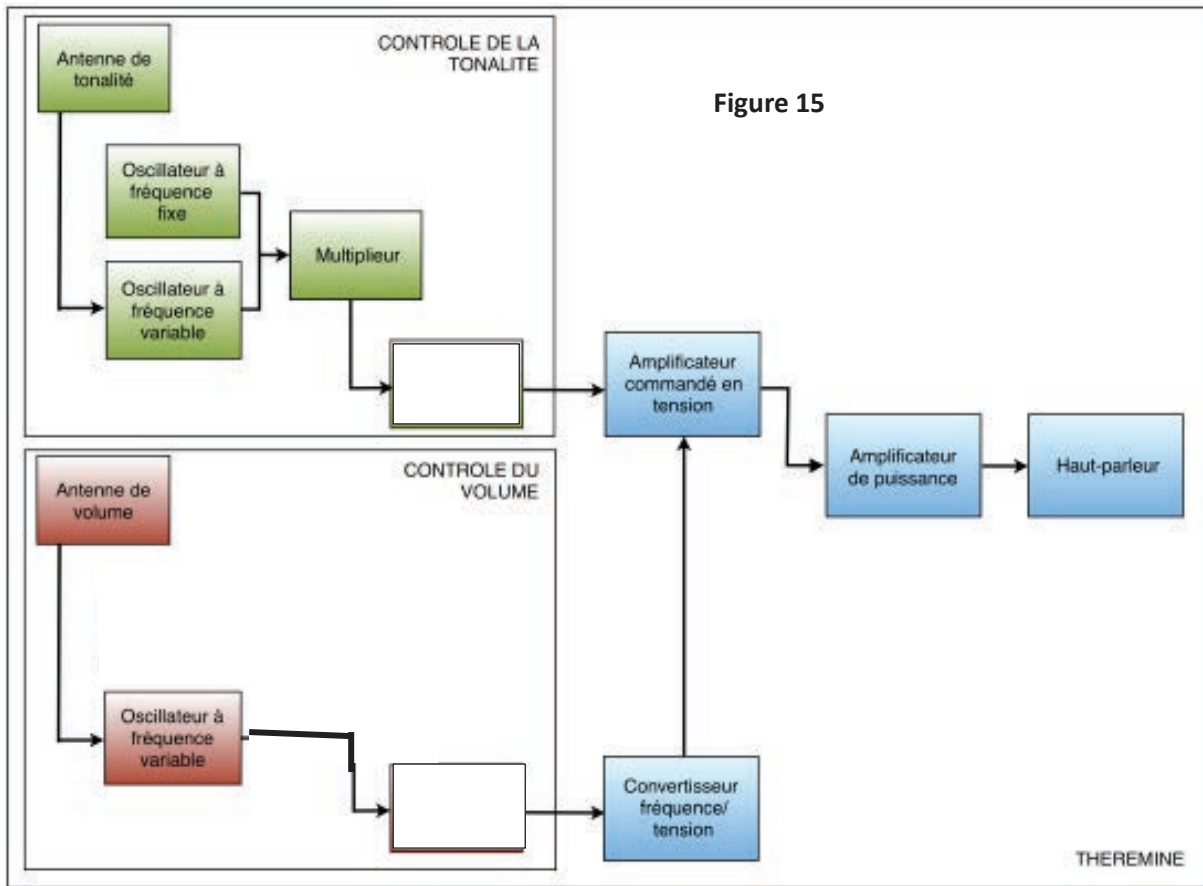 CONTROLE DE LA
TONALITE
Antenne de
tonalité
Figure 15
Oscillateur à
fréquence
fixe
Multiplieur
Oscillateur à
fréquence
variable
Amplificateur
commandé en
tension
Amplificateur
de puissance
Haut-parleur
CONTROLE DU
VOLUME
Antenne de
volume
Oscillateur à
fréquence
variable
Convertisseur
fréquence/
tension
THEREMINE